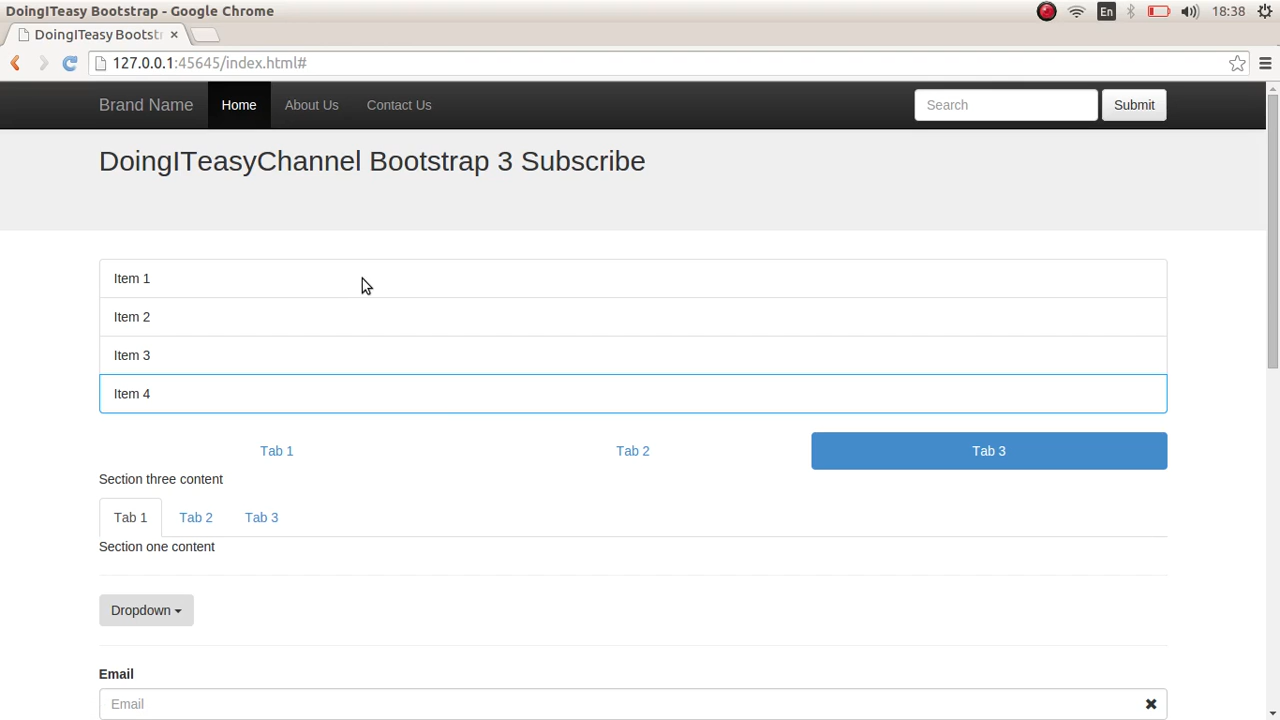 DoingITeasy Bootstrap - Google Chrome
En
18:38
DoingITeasy Bootst
127.0.0.1:45645/index.html#
Brand Name Home About Us Contact Us Search Submit
DoingITeasyChannel Bootstrap 3 Subscribe
Item 1
Item 2
Item 3
Item 4
Tab 1 Tab 2 Tab 3
Section three content
Tab 1 Tab 2 Tab 3
Section one content
Dropdown
Email
Email